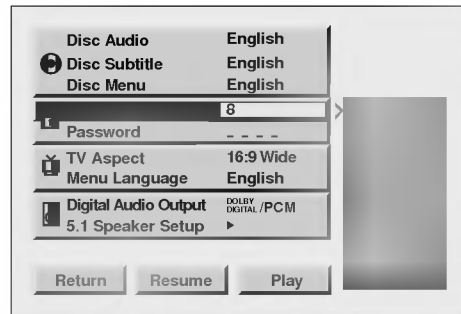 Disc Audio English
Disc Subtitle English
Disc Menu English
8
Password _ _ _ _
TV Aspect 16:9 Wide
Menu Language English
Digital Audio Output DOLBY DIGITAL /PCM
5.1 Speaker Setup ►
Return Resume Play